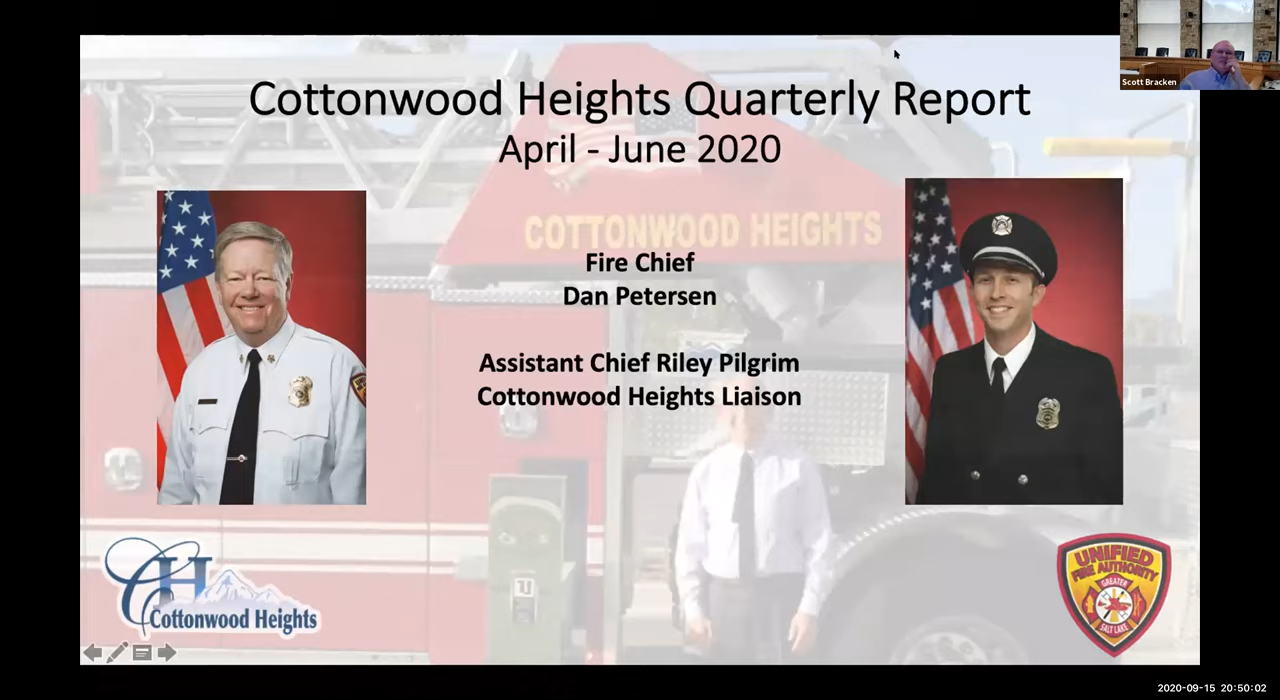 Cottonwood Heights Quarterly Report
April - June 2020
Scott Bracken
COTTONWOOD HEIGHTS
Fire Chief
Dan Petersen
Assistant Chief Riley Pilgrim
Cottonwood Heights Liaison
CH
Cottonwood Heights
UNIFIED
FIRE AUTHORITY
GREATER
SALT LAKE
2020-09-15 20:50:02